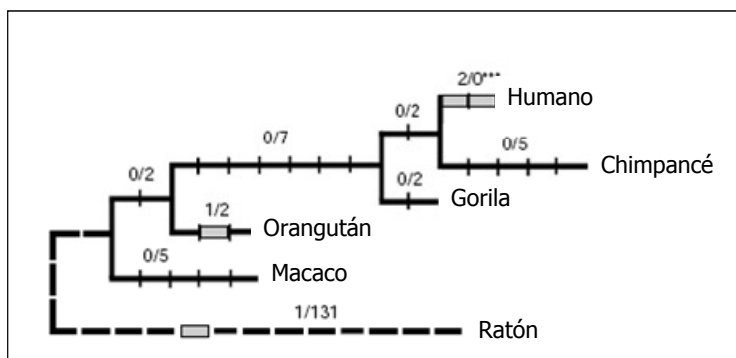 2/0***
Humano
0/2
0/7
0/5
Chimpancé
0/2
0/2
Gorila
1/2
Orangután
0/5
Macaco
1/131
Ratón